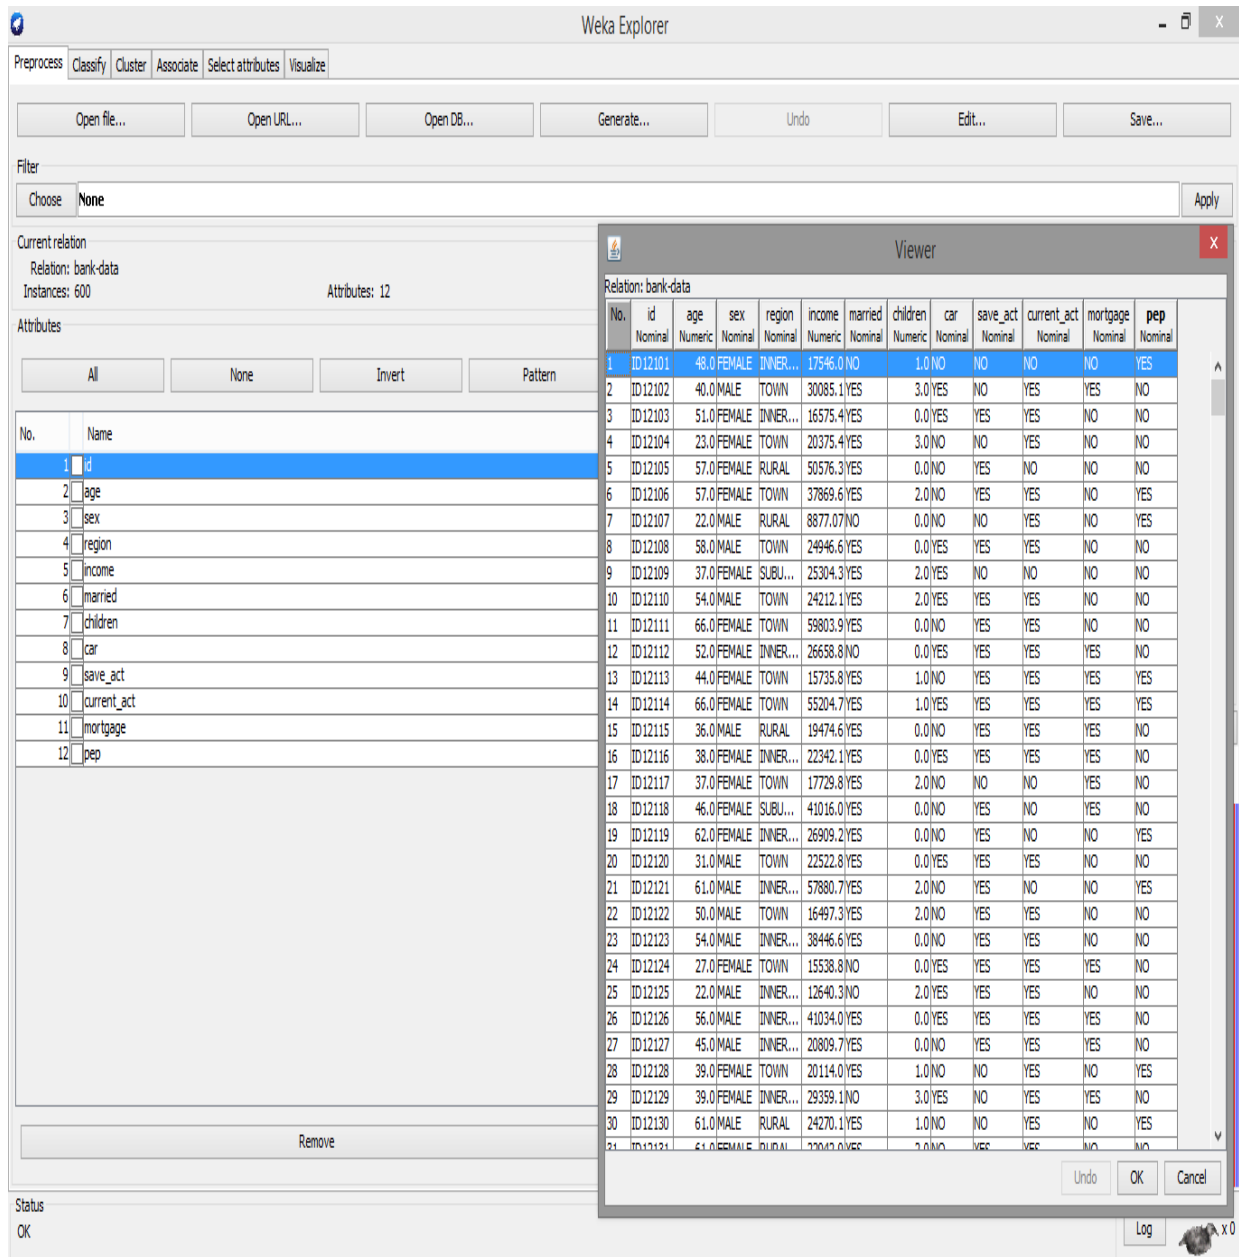 Weka Explorer
Preprocess Classify Cluster Associate Select attributes Visualize
Open file... Open URL... Open DB... Generate... Undo Edit... Save...
Filter
Choose None Apply
Current relation
Relation: bank-data
Instances: 600 Attributes: 12
Attributes
All None Invert Pattern
No. Name
1 id
2 age
3 sex
4 region
5 income
6 married
7 children
8 car
9 save_act
10 current_act
11 mortgage
12 pep
Remove
Status
OK
Log x 0
Viewer
Relation: bank-data
No. id age sex region income married children car save_act current_act mortgage pep
Nominal Numeric Nominal Nominal Numeric Nominal Numeric Nominal Nominal Nominal Nominal Nominal
1 ID12101 48.0 FEMALE INNER... 17546.0 NO 1.0 NO NO NO NO YES
2 ID12102 40.0 MALE TOWN 30085.1 YES 3.0 YES NO YES YES NO
3 ID12103 51.0 FEMALE INNER... 16575.4 YES 0.0 YES YES YES NO NO
4 ID12104 23.0 FEMALE TOWN 20375.4 YES 3.0 NO NO YES NO NO
5 ID12105 57.0 FEMALE RURAL 50576.3 YES 0.0 NO YES NO NO NO
6 ID12106 57.0 FEMALE TOWN 37869.6 YES 2.0 NO YES YES NO YES
7 ID12107 22.0 MALE RURAL 8877.07 NO 0.0 NO NO YES NO YES
8 ID12108 58.0 MALE TOWN 24946.6 YES 0.0 YES YES YES NO NO
9 ID12109 37.0 FEMALE SUBU... 25304.3 YES 2.0 YES NO NO NO NO
10 ID12110 54.0 MALE TOWN 24212.1 YES 2.0 YES YES YES NO NO
11 ID12111 66.0 FEMALE TOWN 59803.9 YES 0.0 NO YES YES NO NO
12 ID12112 52.0 FEMALE INNER... 26658.8 NO 0.0 YES YES YES YES NO
13 ID12113 44.0 FEMALE TOWN 15735.8 YES 1.0 NO YES YES YES YES
14 ID12114 66.0 FEMALE TOWN 55204.7 YES 1.0 YES YES YES YES YES
15 ID12115 36.0 MALE RURAL 19474.6 YES 0.0 NO YES YES YES NO
16 ID12116 38.0 FEMALE INNER... 22342.1 YES 0.0 YES YES YES YES NO
17 ID12117 37.0 FEMALE TOWN 17729.8 YES 2.0 NO NO NO YES NO
18 ID12118 46.0 FEMALE SUBU... 41016.0 YES 0.0 NO YES NO YES NO
19 ID12119 62.0 FEMALE INNER... 26909.2 YES 0.0 NO YES NO NO YES
20 ID12120 31.0 MALE TOWN 22522.8 YES 0.0 YES YES YES NO NO
21 ID12121 61.0 MALE INNER... 57880.7 YES 2.0 NO YES NO NO YES
22 ID12122 50.0 MALE TOWN 16497.3 YES 2.0 NO YES YES NO NO
23 ID12123 54.0 MALE INNER... 38446.6 YES 0.0 NO YES YES NO NO
24 ID12124 27.0 FEMALE TOWN 15538.8 NO 0.0 YES YES YES YES NO
25 ID12125 22.0 MALE INNER... 12640.3 NO 2.0 YES YES YES NO NO
26 ID12126 56.0 MALE INNER... 41034.0 YES 0.0 YES YES YES YES NO
27 ID12127 45.0 MALE INNER... 20809.7 YES 0.0 NO YES YES YES NO
28 ID12128 39.0 FEMALE TOWN 20114.0 YES 1.0 NO NO YES NO YES
29 ID12129 39.0 FEMALE INNER... 29359.1 NO 3.0 YES NO YES YES NO
30 ID12130 61.0 MALE RURAL 24270.1 YES 1.0 NO NO YES NO YES
31 ID12131 61.0 FEMALE RURAL 22942.9 YES 2.0 NO YES YES NO NO
Undo OK Cancel